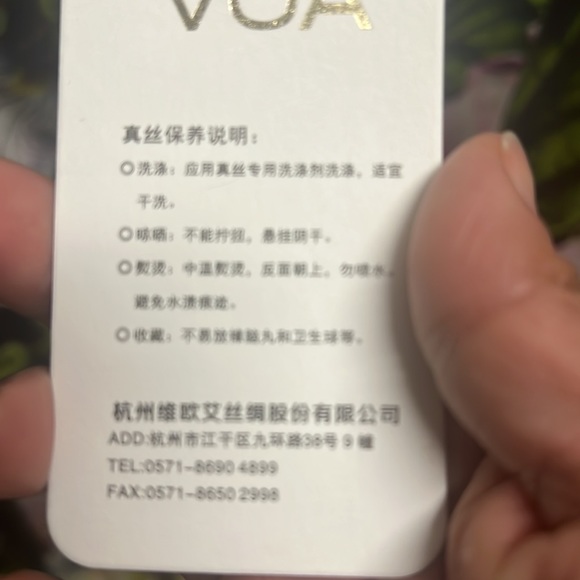 VOA
真丝保养说明：
○洗涤：应用真丝专用洗涤剂洗涤，适宜
干洗。
○晾晒：不能拧扭，悬挂阴干。
○熨烫：中温熨烫，反面朝上，勿喷水，
避免水渍痕迹。
○收藏：不易放樟脑丸和卫生球等。
杭州维欧艾丝绸股份有限公司
ADD:杭州市江干区九环路38号9幢
TEL:0571-8690 4899
FAX:0571-8650 2998